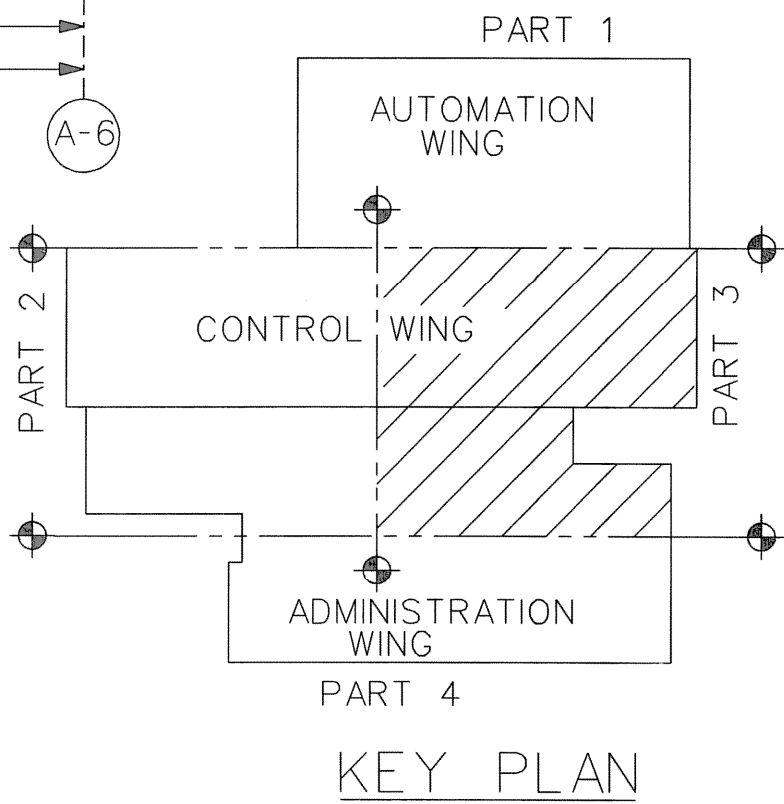 PART 1
A-6
AUTOMATION
WING
PART 2
CONTROL WING
PART 3
ADMINISTRATION
WING
PART 4
KEY PLAN